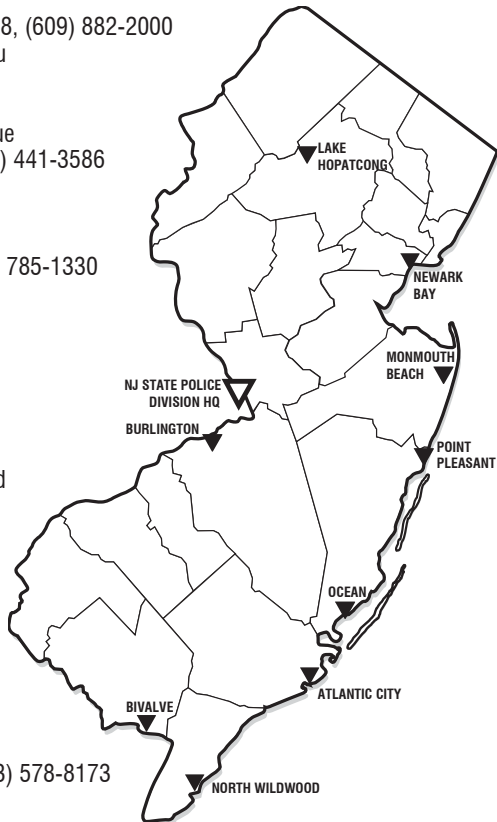 8, (609) 882-2000
u
ue
) 441-3586
785-1330
d
3) 578-8173
LAKE
HOPATCONG
NEWARK
BAY
MONMOUTH
BEACH
NJ STATE POLICE
DIVISION HQ
BURLINGTON
POINT
PLEASANT
OCEAN
ATLANTIC CITY
BIVALVE
NORTH WILDWOOD